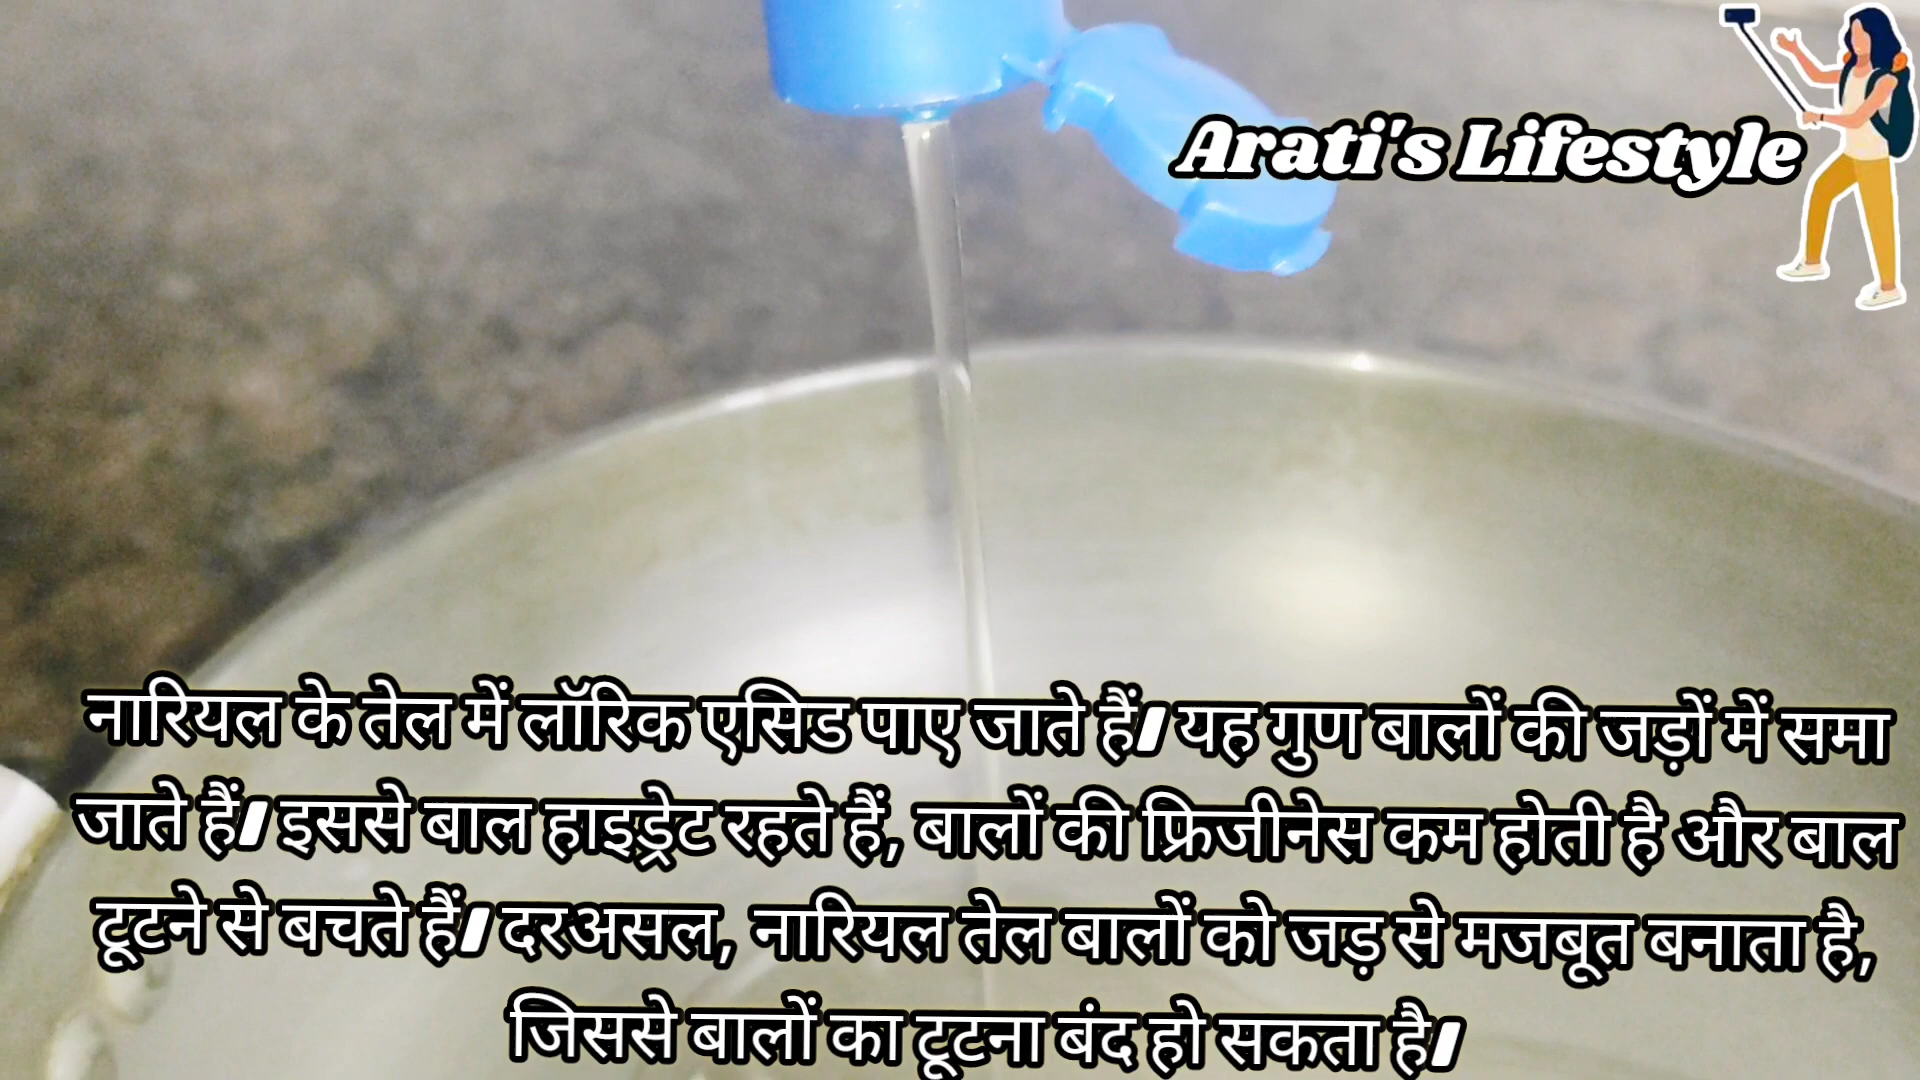 Arati's Lifestyle
नारियल के तेल में लॉरिक एसिड पाए जाते हैं। यह गुण बालों की जड़ों में समा
जाते हैं। इससे बाल हाइड्रेट रहते हैं, बालों की फ्रिजीनेस कम होती है और बाल
टूटने से बचते हैं। दरअसल, नारियल तेल बालों को जड़ से मजबूत बनाता है,
जिससे बालों का टूटना बंद हो सकता है।